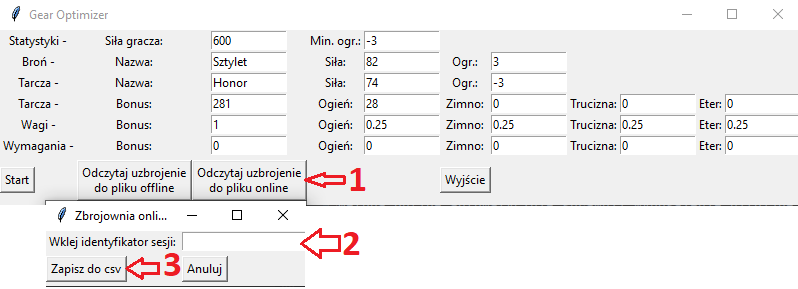 Gear Optimizer
Statystyki - Siła gracza: 600 Min. ogr.: -3
Broń - Nazwa: Sztylet Siła: 82 Ogr.: 3
Tarcza - Nazwa: Honor Siła: 74 Ogr.: -3
Tarcza - Bonus: 281 Ogień: 28 Zimno: 0 Trucizna: 0 Eter: 0
Wagi - Bonus: 1 Ogień: 0.25 Zimno: 0.25 Trucizna: 0.25 Eter: 0.25
Wymagania - Bonus: 0 Ogień: 0 Zimno: 0 Trucizna: 0 Eter: 0
Start
Odczytaj uzbrojenie
do pliku offline
Odczytaj uzbrojenie
do pliku online
1
Wyjście
Zbrojownia onli...
Wklej identyfikator sesji:
2
Zapisz do csv
3
Anuluj